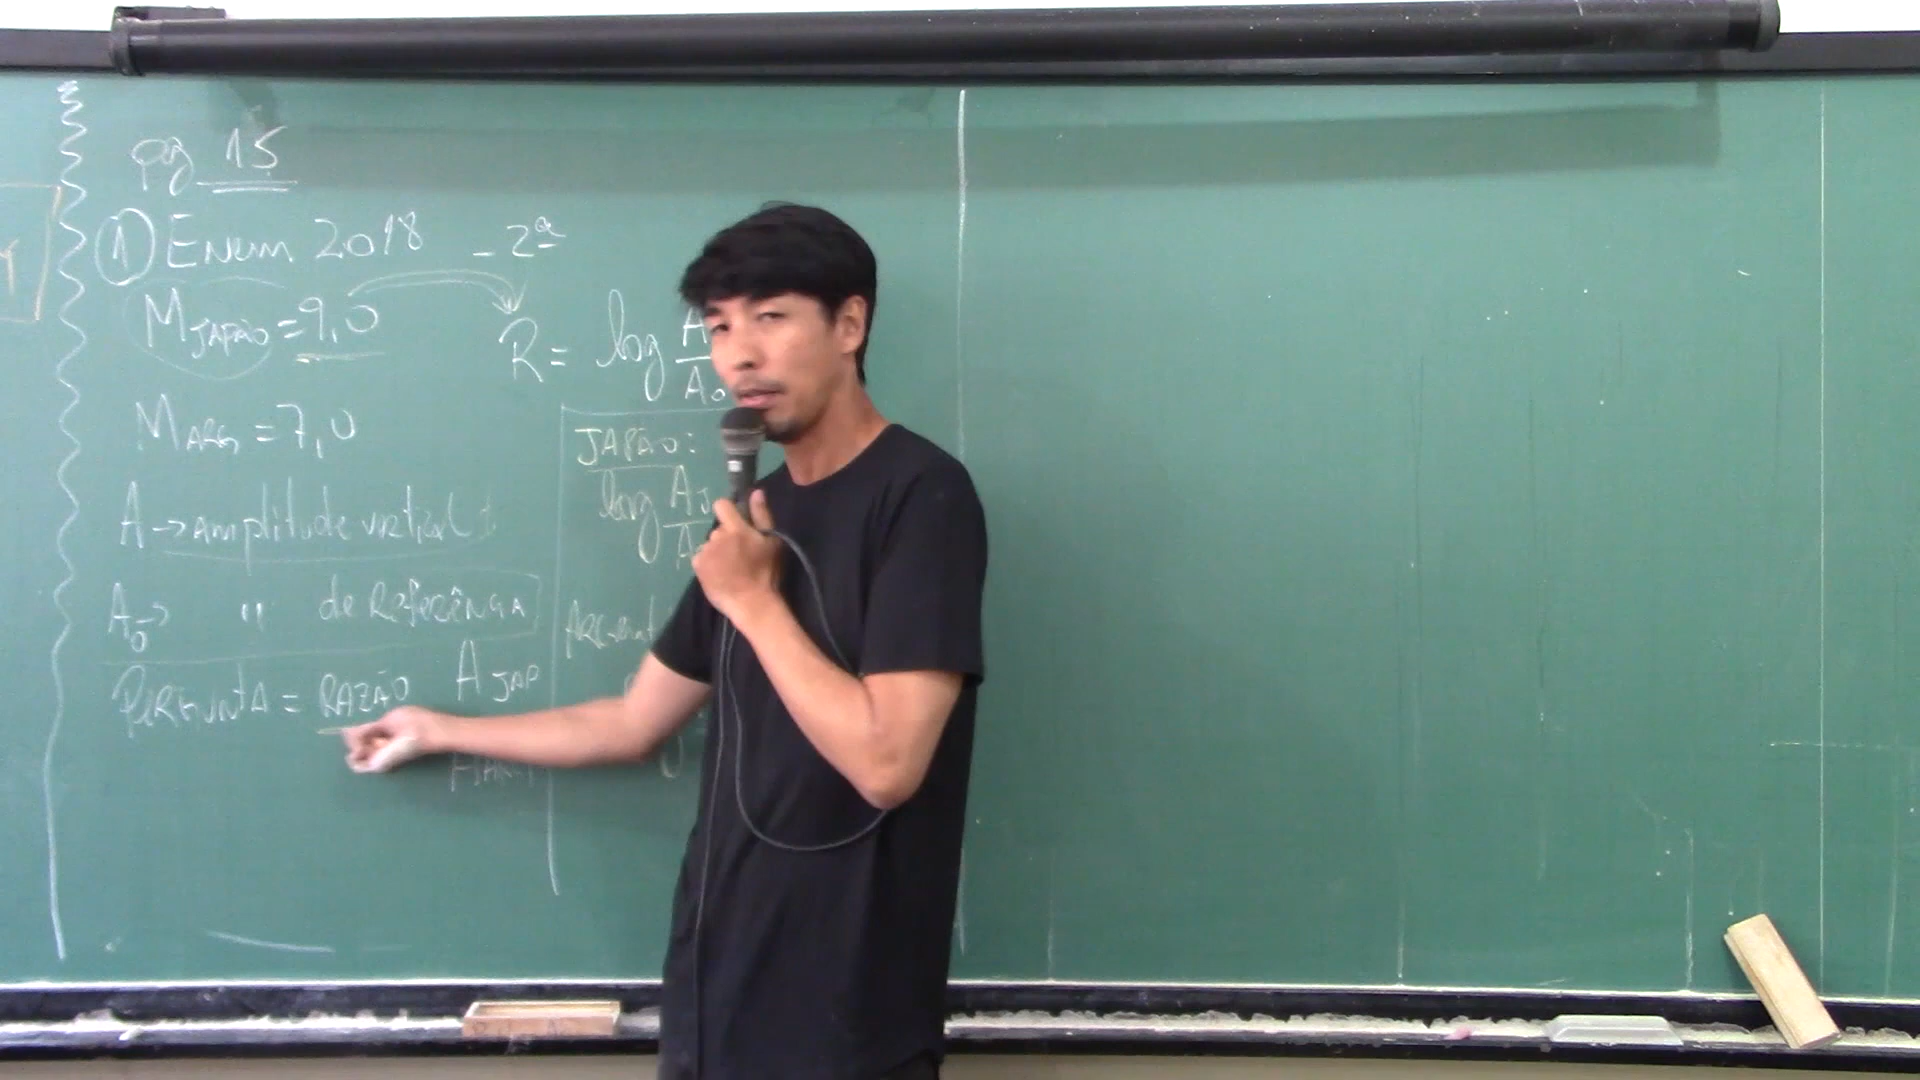 pg 15
① Enem 2018 - 2ª
M JAPÃO = 9,0
R = log A / A₀
M ARG = 7,0
JAPÃO:
log A J
A → amplitude vertical
A₀ → " de REFERÊNCIA
PERGUNTA = RAZÃO A JAP